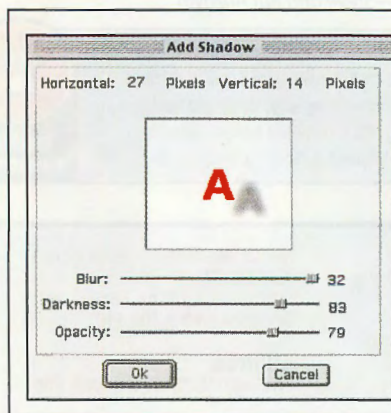 Add Shadow
Horizontal: 27 Pixels Vertical: 14 Pixels
A
A
Blur: 32
Darkness: 83
Opacity: 79
Ok Cancel